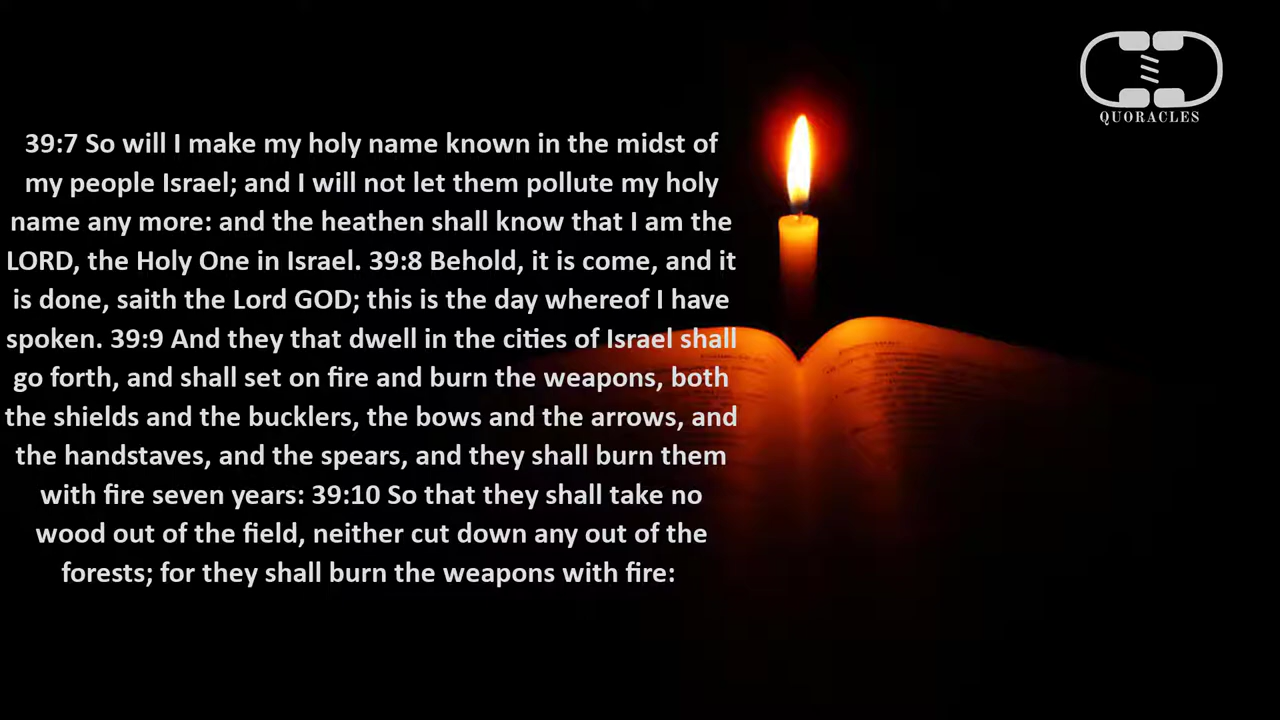 QUORACLES
39:7 So will I make my holy name known in the midst of
my people Israel; and I will not let them pollute my holy
name any more: and the heathen shall know that I am the
LORD, the Holy One in Israel. 39:8 Behold, it is come, and it
is done, saith the Lord GOD; this is the day whereof I have
spoken. 39:9 And they that dwell in the cities of Israel shall
go forth, and shall set on fire and burn the weapons, both
the shields and the bucklers, the bows and the arrows, and
the handstaves, and the spears, and they shall burn them
with fire seven years: 39:10 So that they shall take no
wood out of the field, neither cut down any out of the
forests; for they shall burn the weapons with fire: